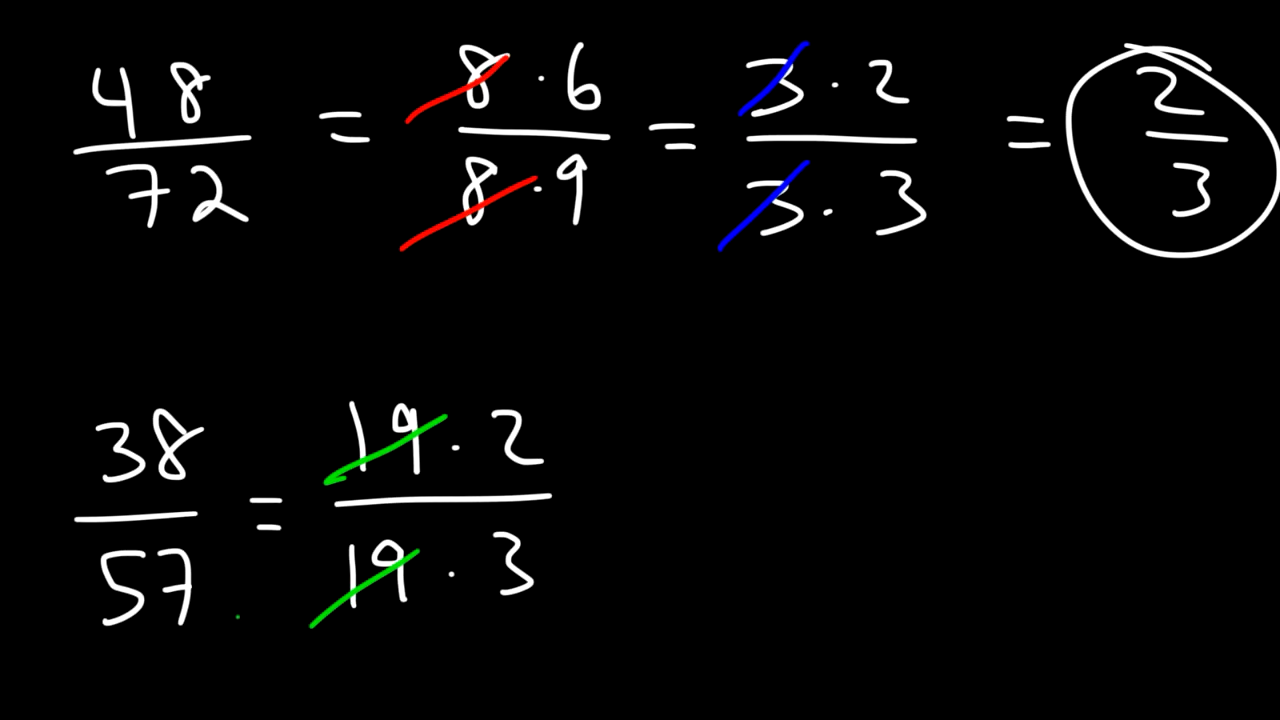 48/72 = 8·6/8·9 = 3·2/3·3 = 2/3
38/57 = 19·2/19·3